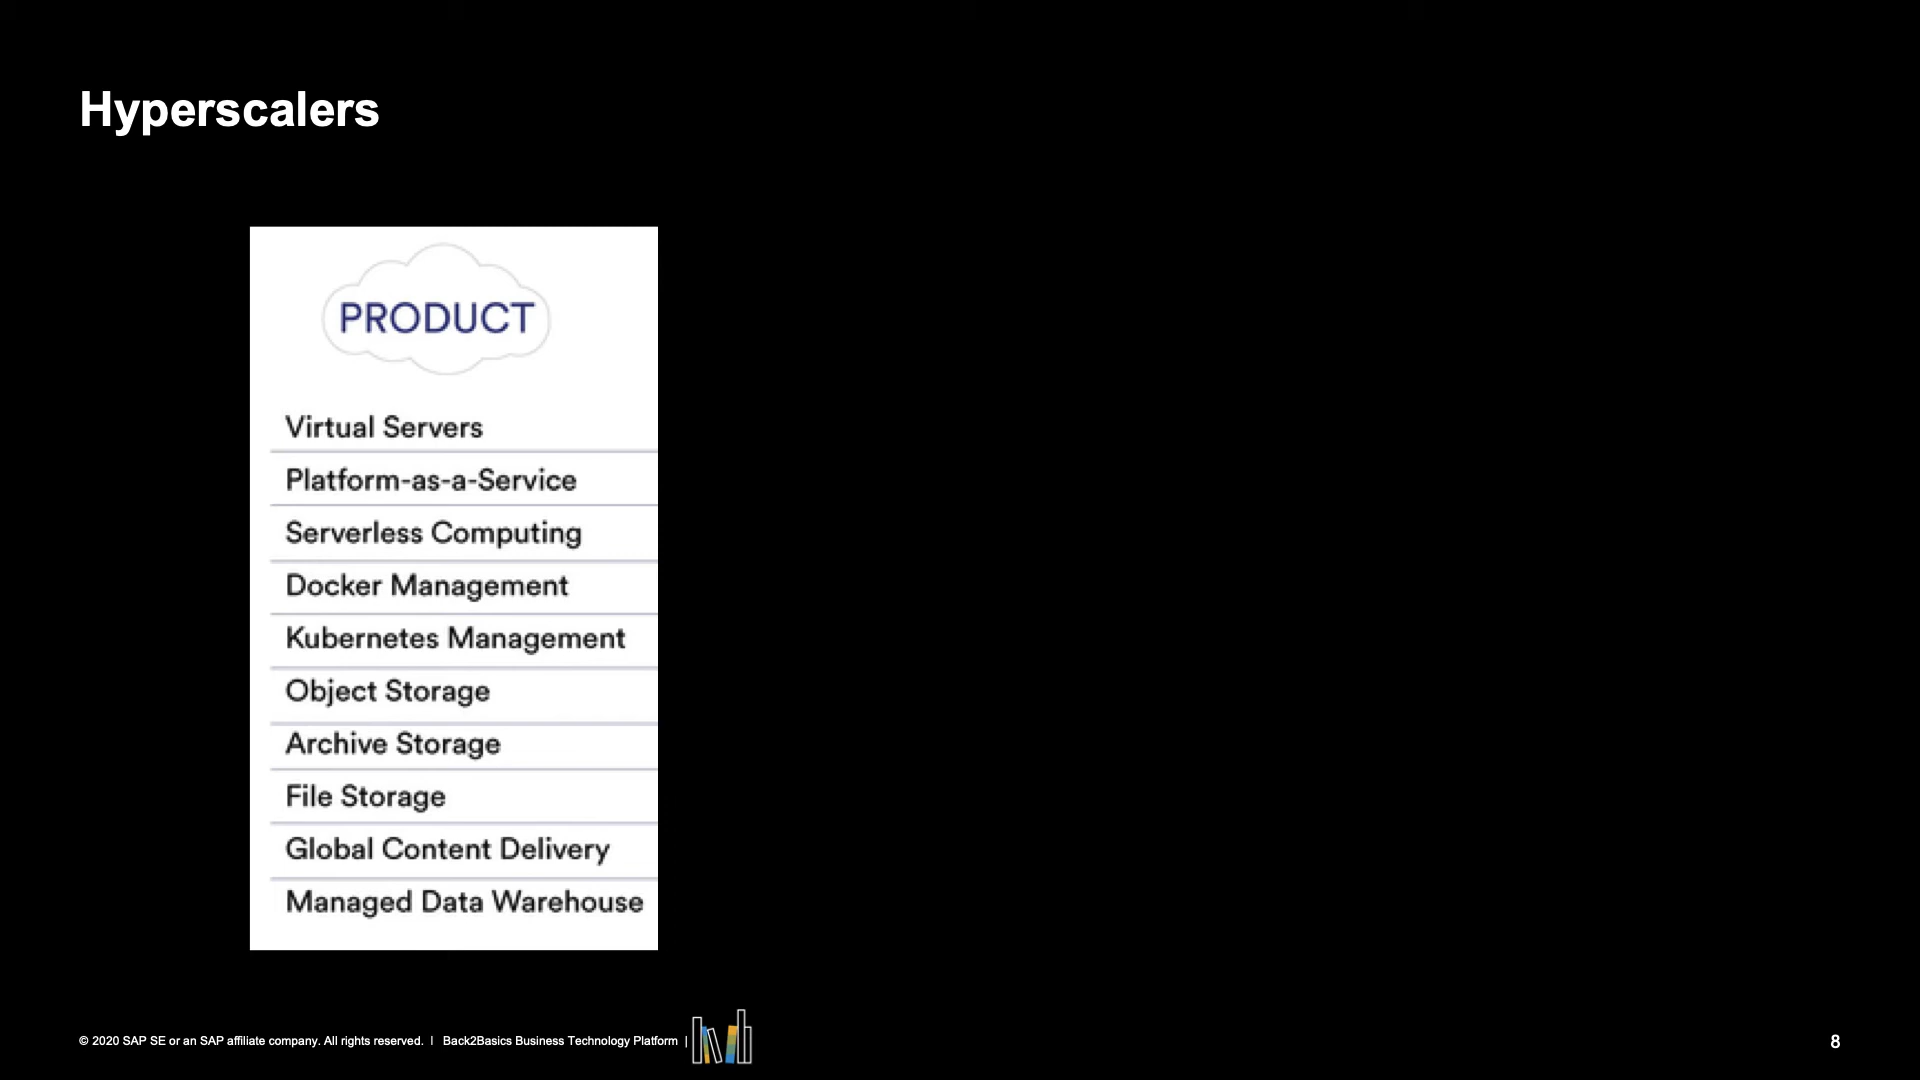 Hyperscalers
PRODUCT
Virtual Servers
Platform-as-a-Service
Serverless Computing
Docker Management
Kubernetes Management
Object Storage
Archive Storage
File Storage
Global Content Delivery
Managed Data Warehouse
© 2020 SAP SE or an SAP affiliate company. All rights reserved. I Back2Basics Business Technology Platform |
8